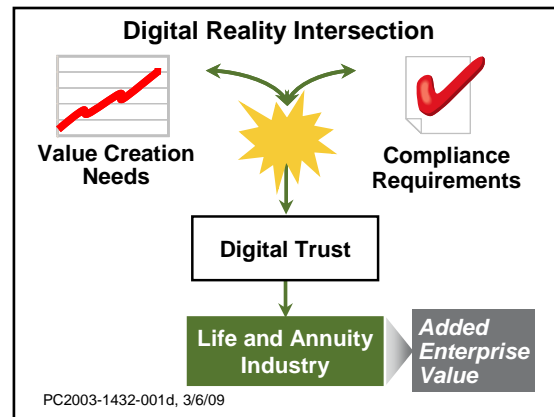 Digital Reality Intersection
Value Creation
Needs
Compliance
Requirements
Digital Trust
Life and Annuity
Industry
Added
Enterprise
Value
PC2003-1432-001d, 3/6/09